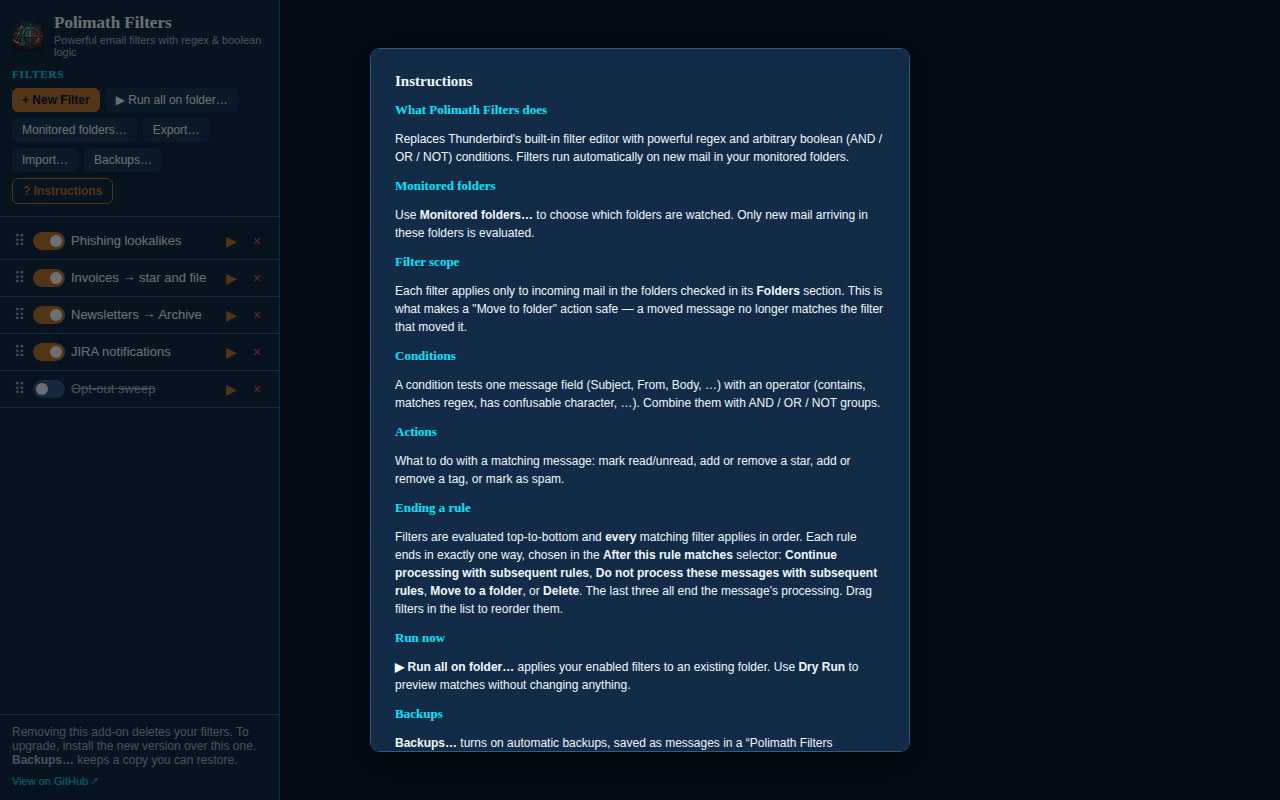 Polimath Filters
Powerful email filters with regex & boolean
logic
FILTERS
+ New Filter
▶ Run all on folder…
Monitored folders…
Export…
Import…
Backups…
? Instructions
Phishing lookalikes
Invoices → star and file
Newsletters → Archive
JIRA notifications
Opt-out sweep
Removing this add-on deletes your filters. To
upgrade, install the new version over this one.
Backups… keeps a copy you can restore.
View on GitHub ↗
Instructions
What Polimath Filters does
Replaces Thunderbird's built-in filter editor with powerful regex and arbitrary boolean (AND /
OR / NOT) conditions. Filters run automatically on new mail in your monitored folders.
Monitored folders
Use Monitored folders… to choose which folders are watched. Only new mail arriving in
these folders is evaluated.
Filter scope
Each filter applies only to incoming mail in the folders checked in its Folders section. This is
what makes a "Move to folder" action safe — a moved message no longer matches the filter
that moved it.
Conditions
A condition tests one message field (Subject, From, Body, …) with an operator (contains,
matches regex, has confusable character, …). Combine them with AND / OR / NOT groups.
Actions
What to do with a matching message: mark read/unread, add or remove a star, add or
remove a tag, or mark as spam.
Ending a rule
Filters are evaluated top-to-bottom and every matching filter applies in order. Each rule
ends in exactly one way, chosen in the After this rule matches selector: Continue
processing with subsequent rules, Do not process these messages with subsequent
rules, Move to a folder, or Delete. The last three all end the message's processing. Drag
filters in the list to reorder them.
Run now
▶ Run all on folder… applies your enabled filters to an existing folder. Use Dry Run to
preview matches without changing anything.
Backups
Backups… turns on automatic backups, saved as messages in a “Polimath Filters